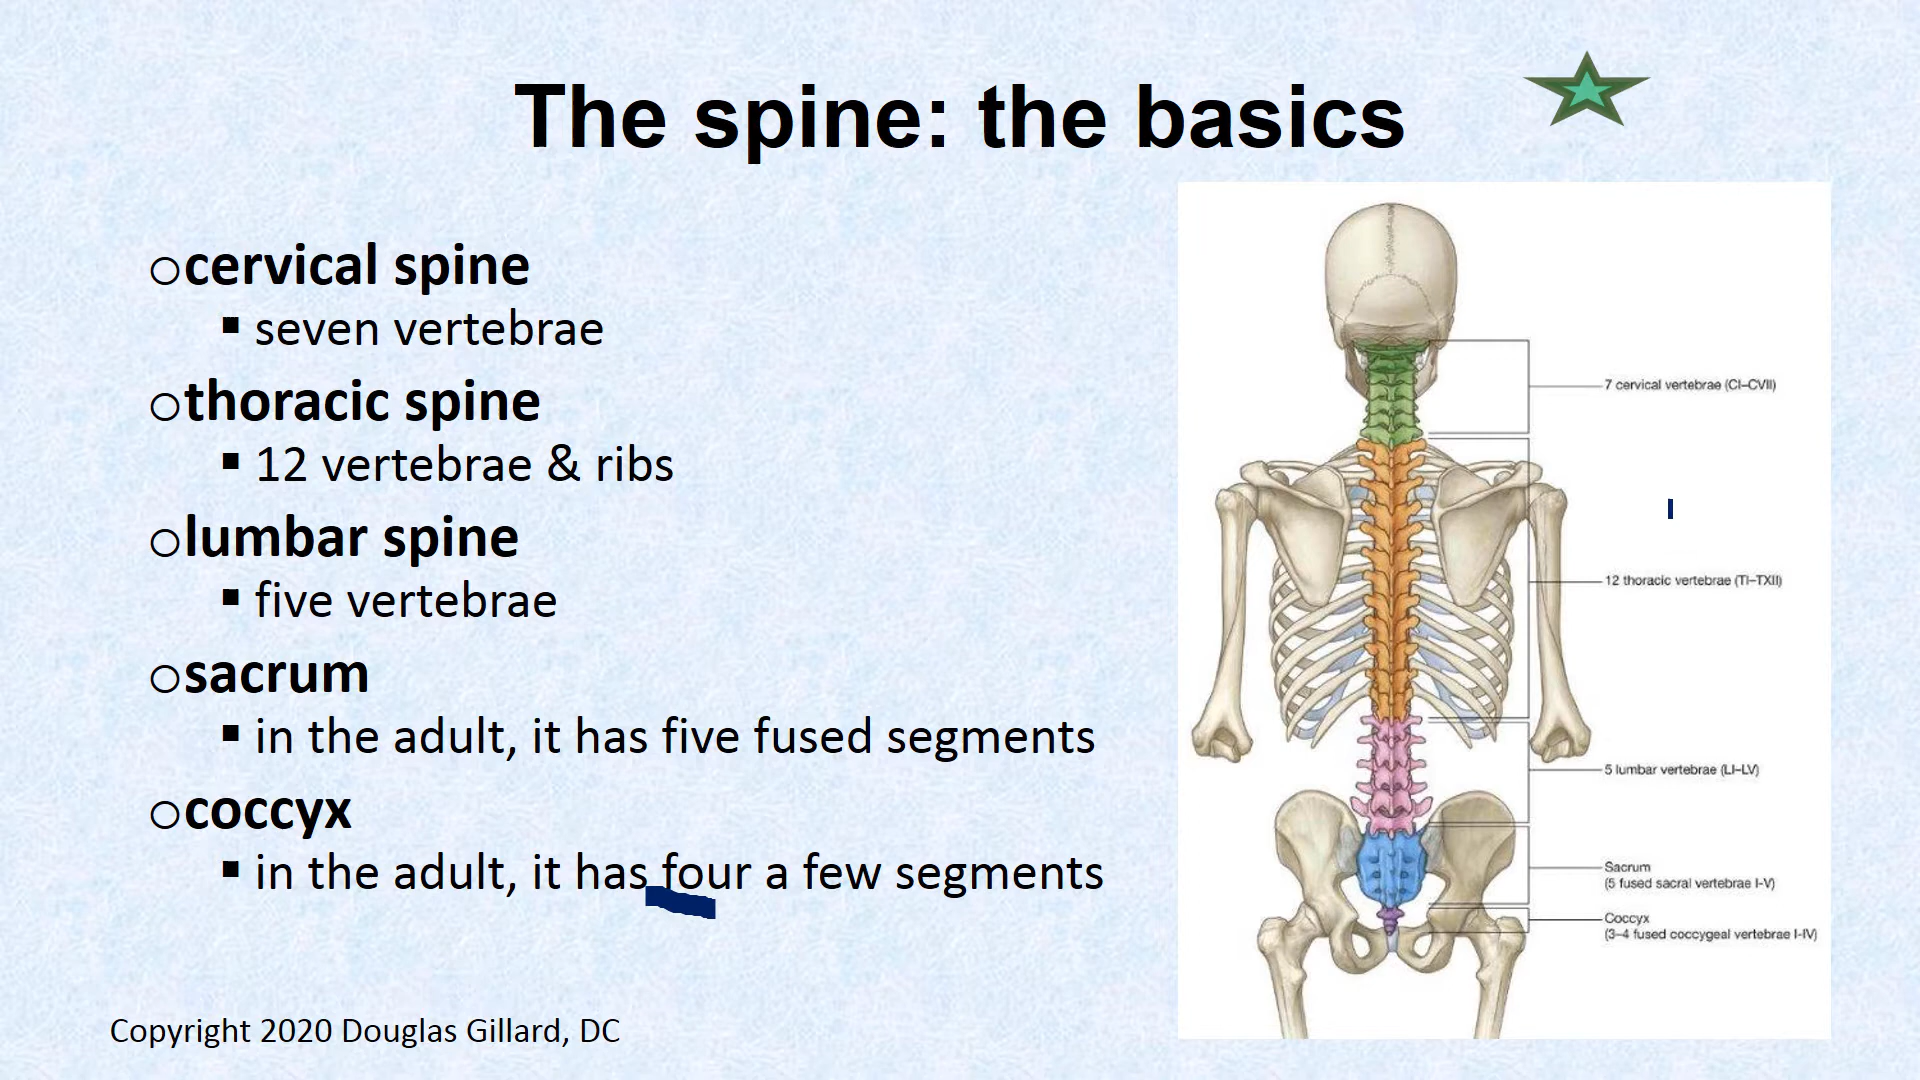 The spine: the basics
cervical spine
seven vertebrae
thoracic spine
12 vertebrae & ribs
lumbar spine
five vertebrae
sacrum
in the adult, it has five fused segments
coccyx
in the adult, it has four a few segments
7 cervical vertebrae (CI–CVII)
12 thoracic vertebrae (TI–TXII)
5 lumbar vertebrae (LI–LV)
Sacrum
(5 fused sacral vertebrae I-V)
Coccyx
(3–4 fused coccygeal vertebrae I-IV)
Copyright 2020 Douglas Gillard, DC